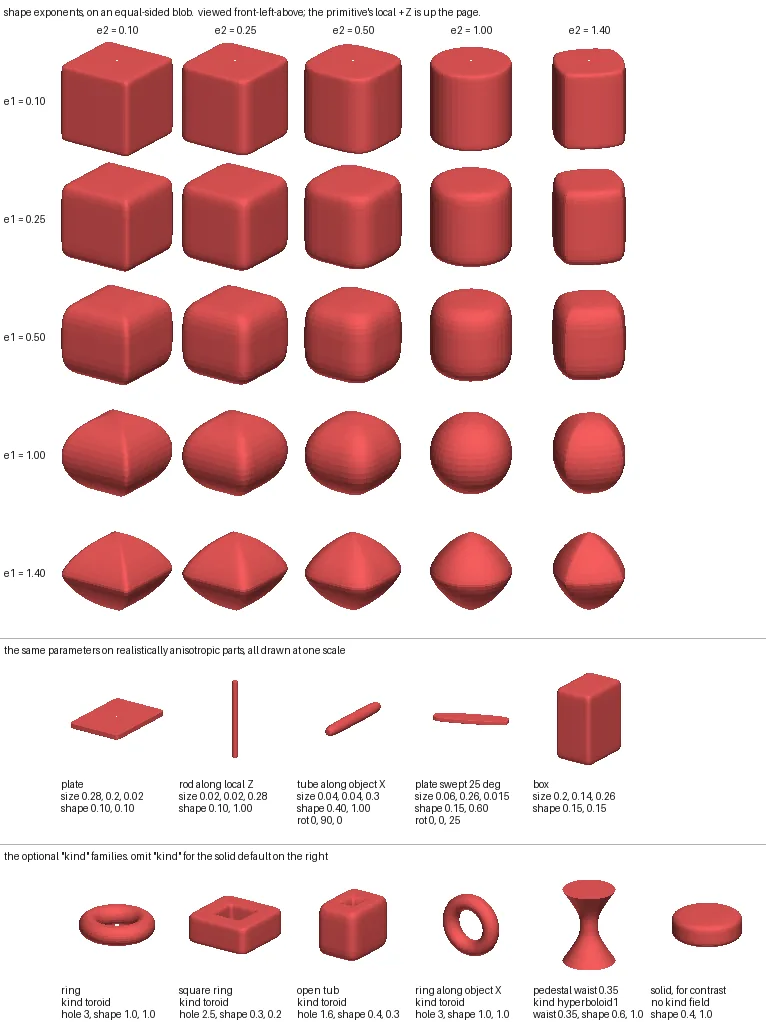 shape exponents, on an equal-sided blob. viewed front-left-above; the primitive's local +Z is up the page.
e2 = 0.10 e2 = 0.25 e2 = 0.50 e2 = 1.00 e2 = 1.40
e1 = 0.10
e1 = 0.25
e1 = 0.50
e1 = 1.00
e1 = 1.40
the same parameters on realistically anisotropic parts, all drawn at one scale
plate
size 0.28, 0.2, 0.02
shape 0.10, 0.10
rod along local Z
size 0.02, 0.02, 0.28
shape 0.10, 1.00
tube along object X
size 0.04, 0.04, 0.3
shape 0.40, 1.00
rot 0, 90, 0
plate swept 25 deg
size 0.06, 0.26, 0.015
shape 0.15, 0.60
rot 0, 0, 25
box
size 0.2, 0.14, 0.26
shape 0.15, 0.15
the optional "kind" families. omit "kind" for the solid default on the right
ring
kind toroid
hole 3, shape 1.0, 1.0
square ring
kind toroid
hole 2.5, shape 0.3, 0.2
open tub
kind toroid
hole 1.6, shape 0.4, 0.3
ring along object X
kind toroid
hole 3, shape 1.0, 1.0
pedestal waist 0.35
kind hyperboloid1
waist 0.35, shape 0.6, 1.0
solid, for contrast
no kind field
shape 0.4, 1.0